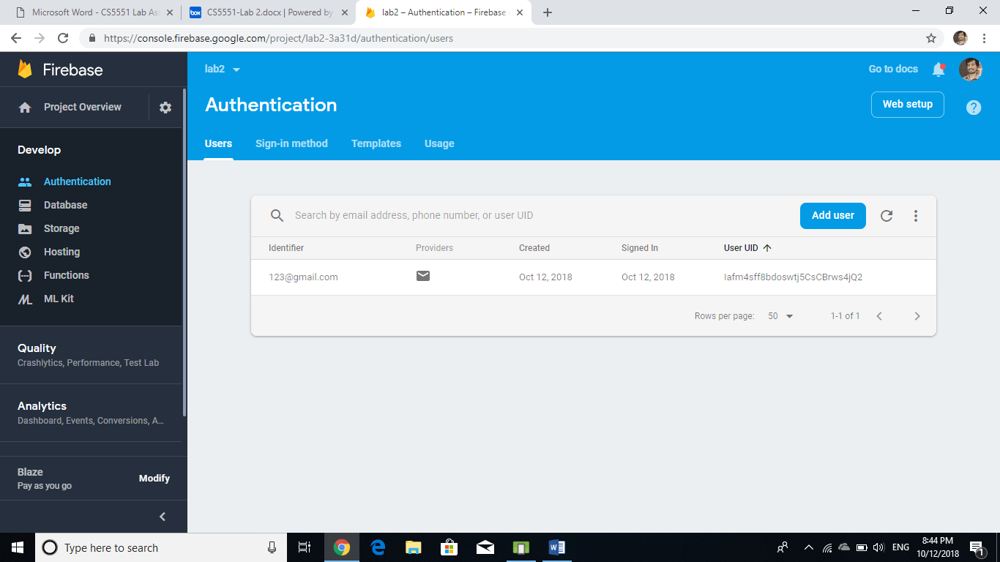 Microsoft Word - CS5551 Lab Ass
box CS5551-Lab 2.docx | Powered by
lab2 – Authentication – Firebase
https://console.firebase.google.com/project/lab2-3a31d/authentication/users
Firebase
Project Overview
Develop
Authentication
Database
Storage
Hosting
Functions
ML Kit
Quality
Crashlytics, Performance, Test Lab
Analytics
Dashboard, Events, Conversions, A...
Blaze
Pay as you go
Modify
lab2
Go to docs
Authentication
Web setup
Users Sign-in method Templates Usage
Search by email address, phone number, or user UID
Add user
Identifier Providers Created Signed In User UID
123@gmail.com Oct 12, 2018 Oct 12, 2018
Rows per page: 50 1-1 of 1
Type here to search
ENG
8:44 PM
10/12/2018
1